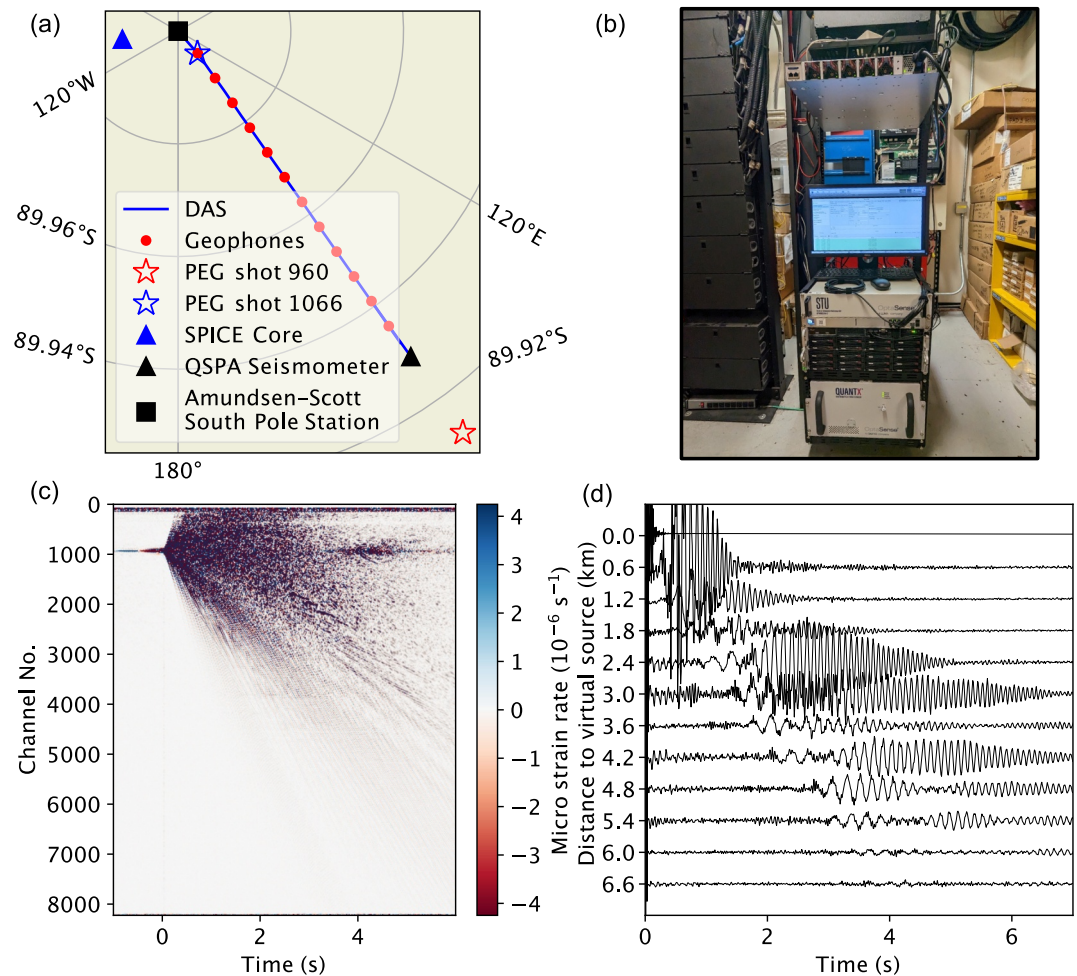 (a)
120°W
89.96°S
89.94°S
180°
120°E
89.92°S
DAS
Geophones
PEG shot 960
PEG shot 1066
SPICE Core
QSPA Seismometer
Amundsen–Scott
South Pole Station
(b)
STU
QUANTX
OptaSense
(c)
Channel No.
0
1000
2000
3000
4000
5000
6000
7000
8000
0
2
4
Time (s)
4
3
2
1
0
−1
−2
−3
−4
Micro strain rate (10⁻⁶ s⁻¹)
(d)
Distance to virtual source (km)
0.0
0.6
1.2
1.8
2.4
3.0
3.6
4.2
4.8
5.4
6.0
6.6
0
2
4
6
Time (s)